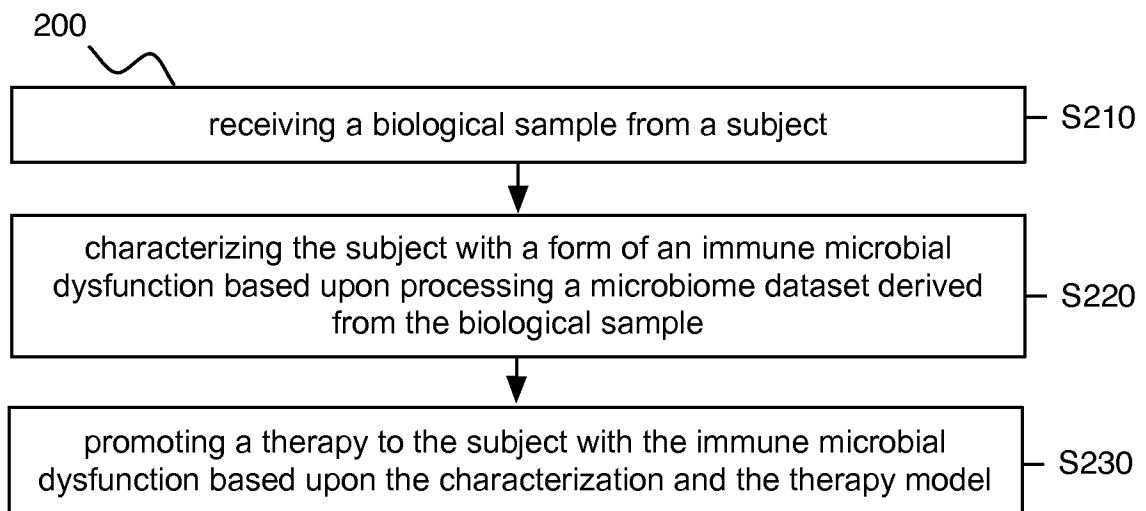 200
receiving a biological sample from a subject
S210
characterizing the subject with a form of an immune microbial
dysfunction based upon processing a microbiome dataset derived
from the biological sample
S220
promoting a therapy to the subject with the immune microbial
dysfunction based upon the characterization and the therapy model
S230